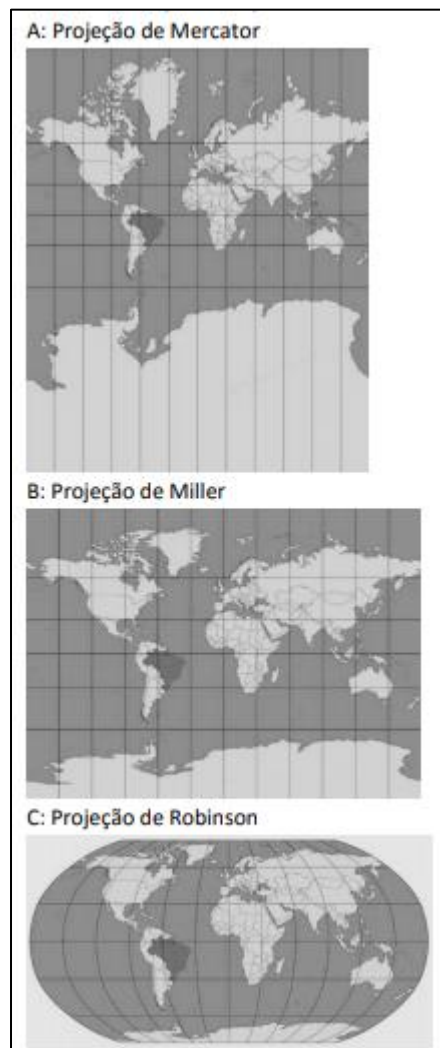 A: Projeção de Mercator
B: Projeção de Miller
C: Projeção de Robinson